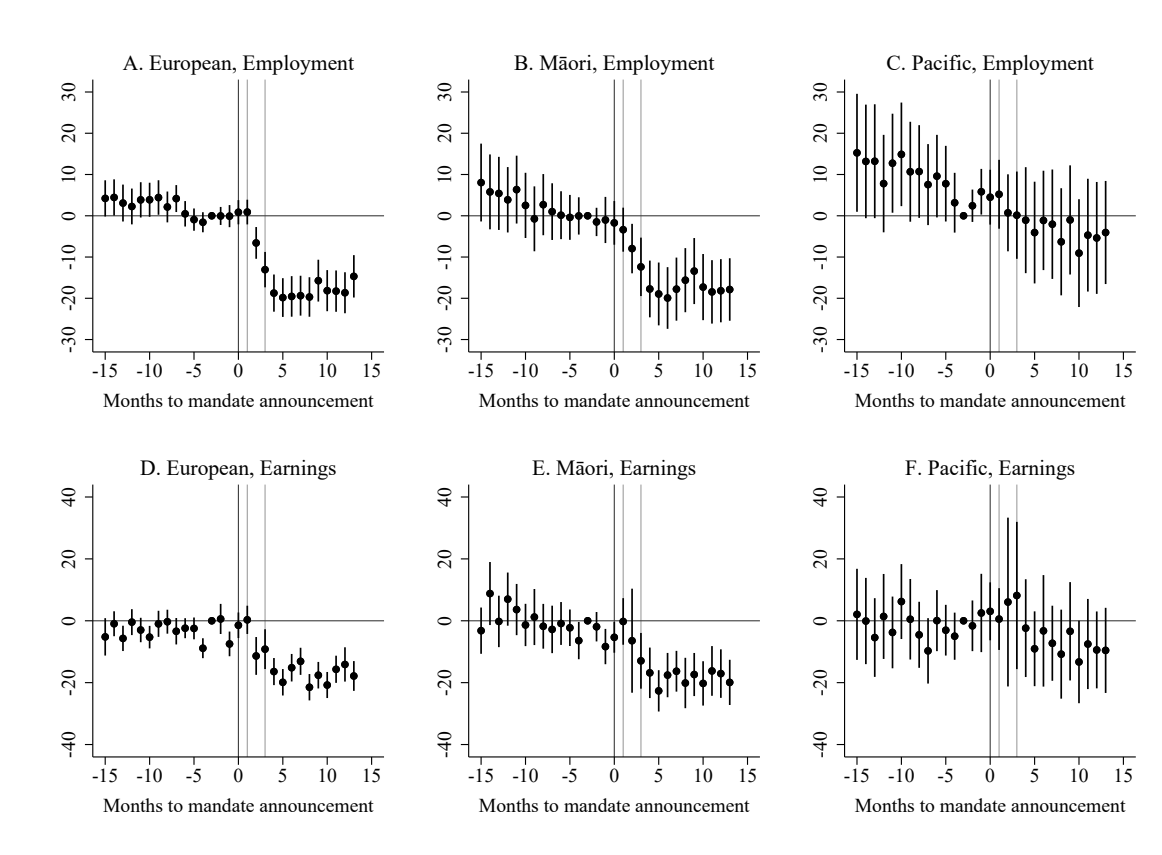 A. European, Employment
30
20
10
0
-10
-20
-30
-15 -10 -5 0 5 10 15
Months to mandate announcement
B. Māori, Employment
30
20
10
0
-10
-20
-30
-15 -10 -5 0 5 10 15
Months to mandate announcement
C. Pacific, Employment
30
20
10
0
-10
-20
-30
-15 -10 -5 0 5 10 15
Months to mandate announcement
D. European, Earnings
40
20
0
-20
-40
-15 -10 -5 0 5 10 15
Months to mandate announcement
E. Māori, Earnings
40
20
0
-20
-40
-15 -10 -5 0 5 10 15
Months to mandate announcement
F. Pacific, Earnings
40
20
0
-20
-40
-15 -10 -5 0 5 10 15
Months to mandate announcement